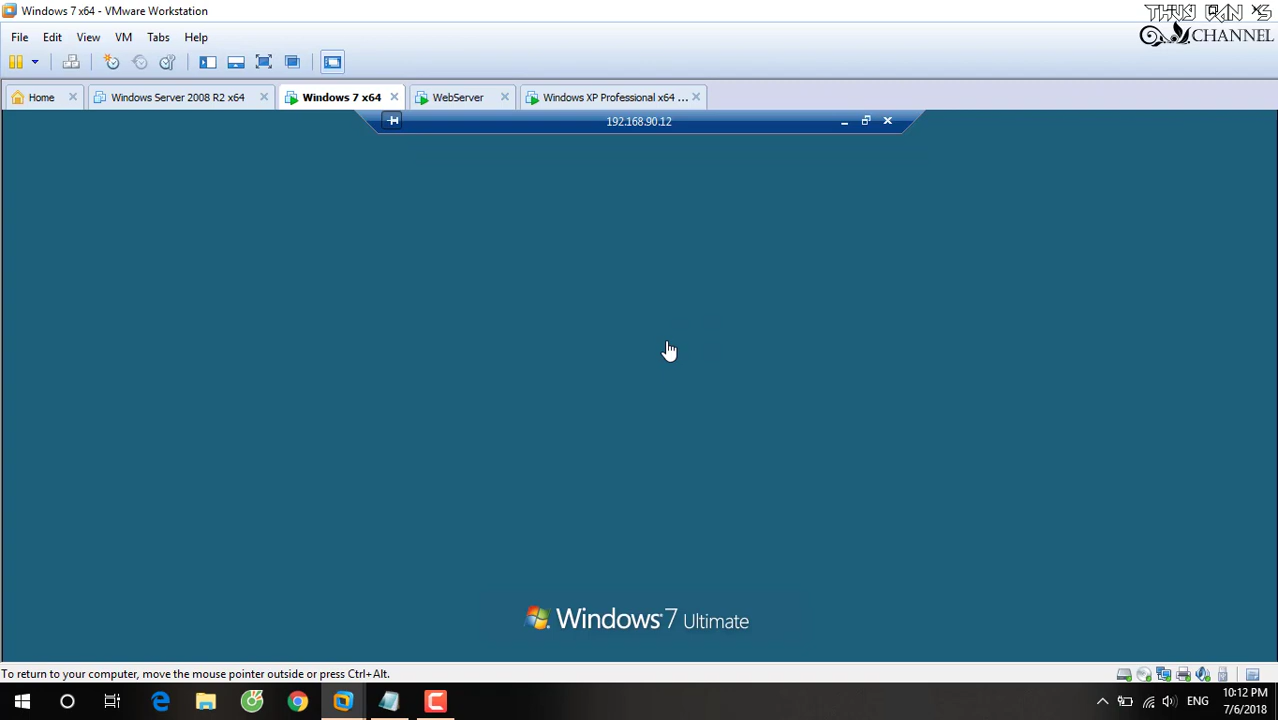 Windows 7 x64 - VMware Workstation
THUY CHANNEL
File Edit View VM Tabs Help
Home Windows Server 2008 R2 x64 Windows 7 x64 WebServer Windows XP Professional x64 ...
192.168.90.12
Windows 7 Ultimate
To return to your computer, move the mouse pointer outside or press Ctrl+Alt.
ENG
10:12 PM
7/6/2018